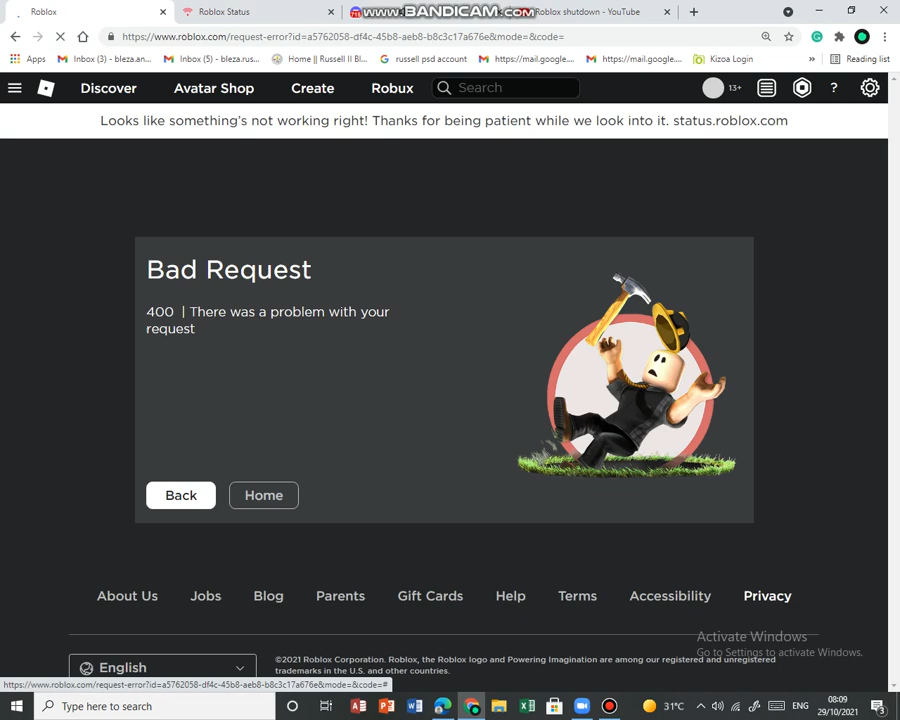 Roblox
Roblox Status
www.BANDICAM.com
Roblox shutdown - YouTube
https://www.roblox.com/request-error?id=a5762058-df4c-45b8-aeb8-b8c3c17a676e&mode=&code=
Apps
Inbox (3) - bleza.an...
Inbox (5) - bleza.rus...
Home || Russell II Bl...
russell psd account
https://mail.google....
https://mail.google....
Kizoa Login
»
Reading list
Discover
Avatar Shop
Create
Robux
Search
13+
?
Looks like something's not working right! Thanks for being patient while we look into it. status.roblox.com
Bad Request
400 | There was a problem with your
request
Back
Home
About Us
Jobs
Blog
Parents
Gift Cards
Help
Terms
Accessibility
Privacy
Activate Windows
Go to Settings to activate Windows.
English
©2021 Roblox Corporation. Roblox, the Roblox logo and Powering Imagination are among our registered and unregistered
trademarks in the U.S. and other countries.
https://www.roblox.com/request-error?id=a5762058-df4c-45b8-aeb8-b8c3c17a676e&mode=&code=#
Type here to search
31°C
ENG
08:09
29/10/2021
3